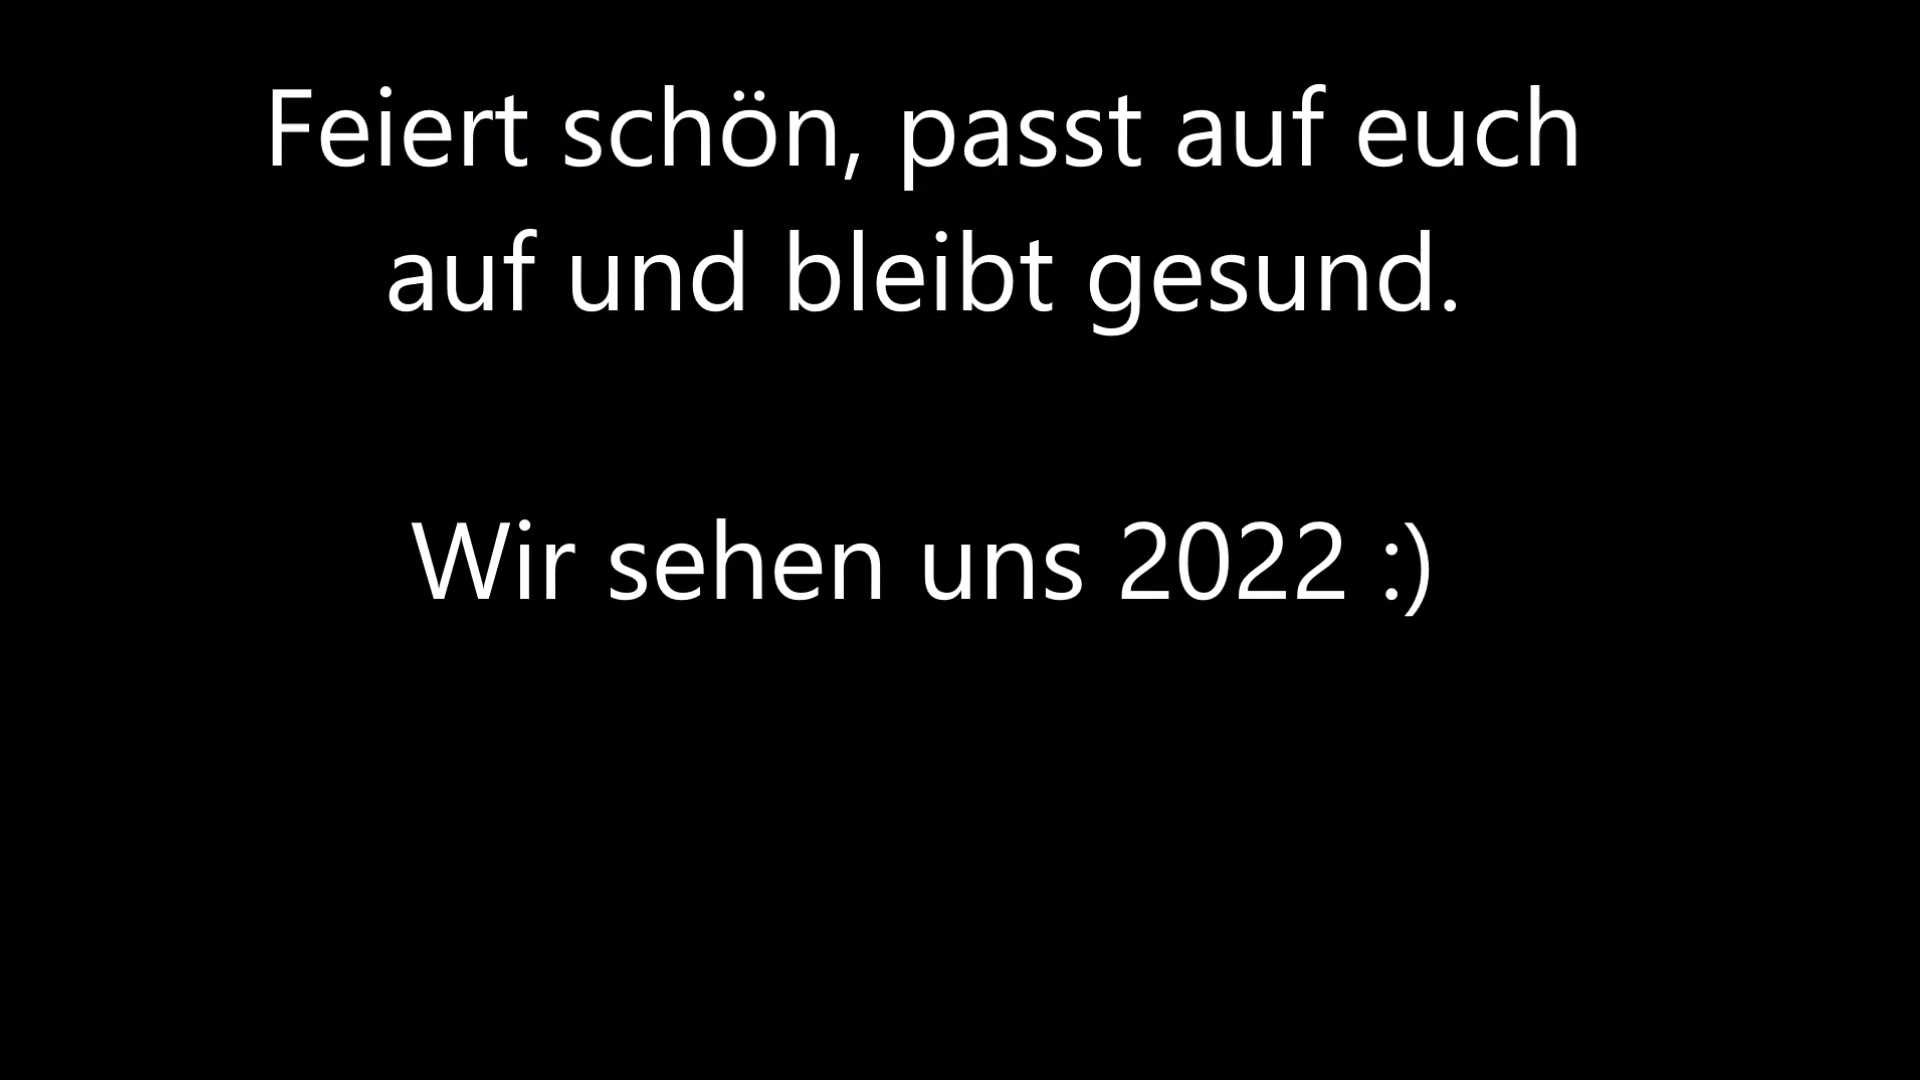 Feiert schön, passt auf euch
auf und bleibt gesund.
Wir sehen uns 2022 :)